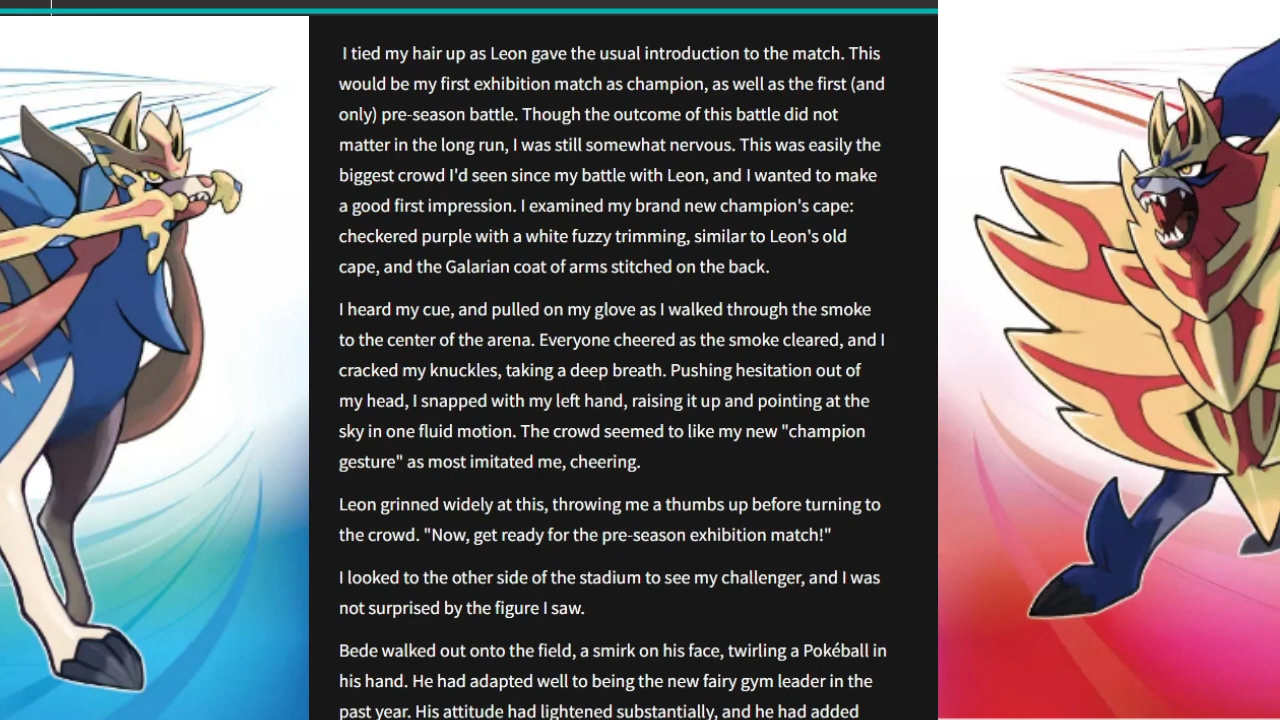 I tied my hair up as Leon gave the usual introduction to the match. This
would be my first exhibition match as champion, as well as the first (and
only) pre-season battle. Though the outcome of this battle did not
matter in the long run, I was still somewhat nervous. This was easily the
biggest crowd I'd seen since my battle with Leon, and I wanted to make
a good first impression. I examined my brand new champion's cape:
checkered purple with a white fuzzy trimming, similar to Leon's old
cape, and the Galarian coat of arms stitched on the back.
I heard my cue, and pulled on my glove as I walked through the smoke
to the center of the arena. Everyone cheered as the smoke cleared, and I
cracked my knuckles, taking a deep breath. Pushing hesitation out of
my head, I snapped with my left hand, raising it up and pointing at the
sky in one fluid motion. The crowd seemed to like my new "champion
gesture" as most imitated me, cheering.
Leon grinned widely at this, throwing me a thumbs up before turning to
the crowd. "Now, get ready for the pre-season exhibition match!"
I looked to the other side of the stadium to see my challenger, and I was
not surprised by the figure I saw.
Bede walked out onto the field, a smirk on his face, twirling a Pokéball in
his hand. He had adapted well to being the new fairy gym leader in the
past year. His attitude had lightened substantially, and he had added